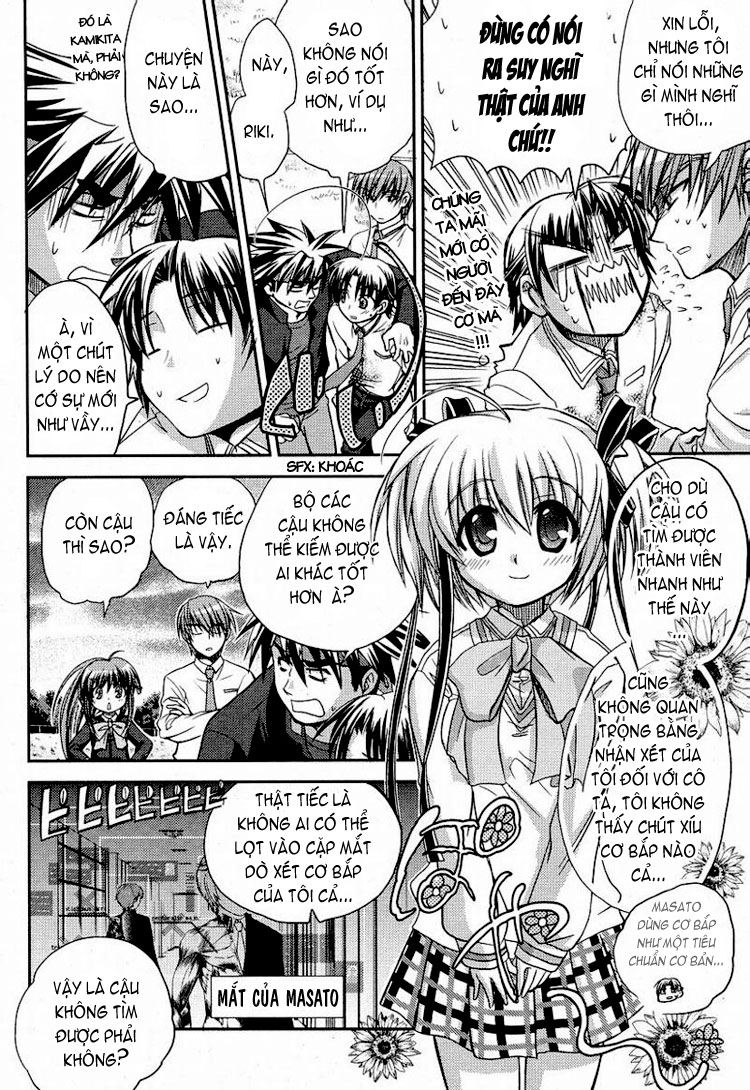 XIN LỖI,
NHƯNG TÔI
CHỈ NÓI NHỮNG
GÌ MÌNH NGHĨ
THÔI...
ĐỪNG CÓ NÓI
RA SUY NGHĨ
THẬT CỦA ANH
CHỨ!!
CHÚNG
TA MÃI
MỚI CÓ
NGƯỜI
ĐẾN ĐÂY
CƠ MÀ
!!!
SAO
KHÔNG NÓI
GÌ ĐÓ TỐT
HƠN, VÍ DỤ
NHƯ...
NÀY,
RIKI.
SFX: KHOÁC
CHUYỆN
NÀY LÀ
SAO...
ĐÓ LÀ
KAMIKITA
MÀ, PHẢI
KHÔNG?
À, VÌ
MỘT CHÚT
LÝ DO NÊN
CỚ SỰ MỚI
NHƯ VẦY...
CHO DÙ
CẬU CÓ
TÌM ĐƯỢC
THÀNH VIÊN
NHANH NHƯ
THẾ NÀY
...
CŨNG
KHÔNG QUAN
TRỌNG BẰNG
NHẬN XÉT CỦA
TÔI ĐỐI VỚI CÔ
TA, TÔI KHÔNG
THẤY CHÚT XÍU
CƠ BẮP NÀO
CẢ...
MASATO
DÙNG CƠ BẮP
NHƯ MỘT TIÊU
CHUẨN CƠ BẢN...
BỘ CÁC
CẬU KHÔNG
THỂ KIẾM ĐƯỢC
AI KHÁC TỐT
HƠN À?
ĐÁNG TIẾC
LÀ VẬY.
CÒN CẬU
THÌ SAO?
THẬT TIẾC LÀ
KHÔNG AI CÓ THỂ
LỌT VÀO CẶP MẮT
DÒ XÉT CƠ BẮP
CỦA TÔI CẢ...
ピピピピピピ
MẮT CỦA MASATO
VẬY LÀ CẬU
KHÔNG TÌM
ĐƯỢC PHẢI
KHÔNG?